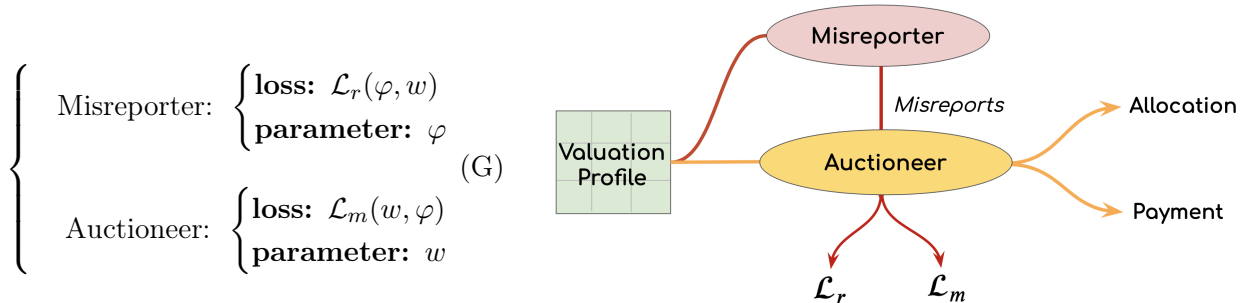 Misreporter:
loss: ℒ_r(φ, w)
parameter: φ
Auctioneer:
loss: ℒ_m(w, φ)
parameter: w
(G)
Misreporter
Misreports
Valuation
Profile
Auctioneer
Allocation
Payment
ℒ_r
ℒ_m